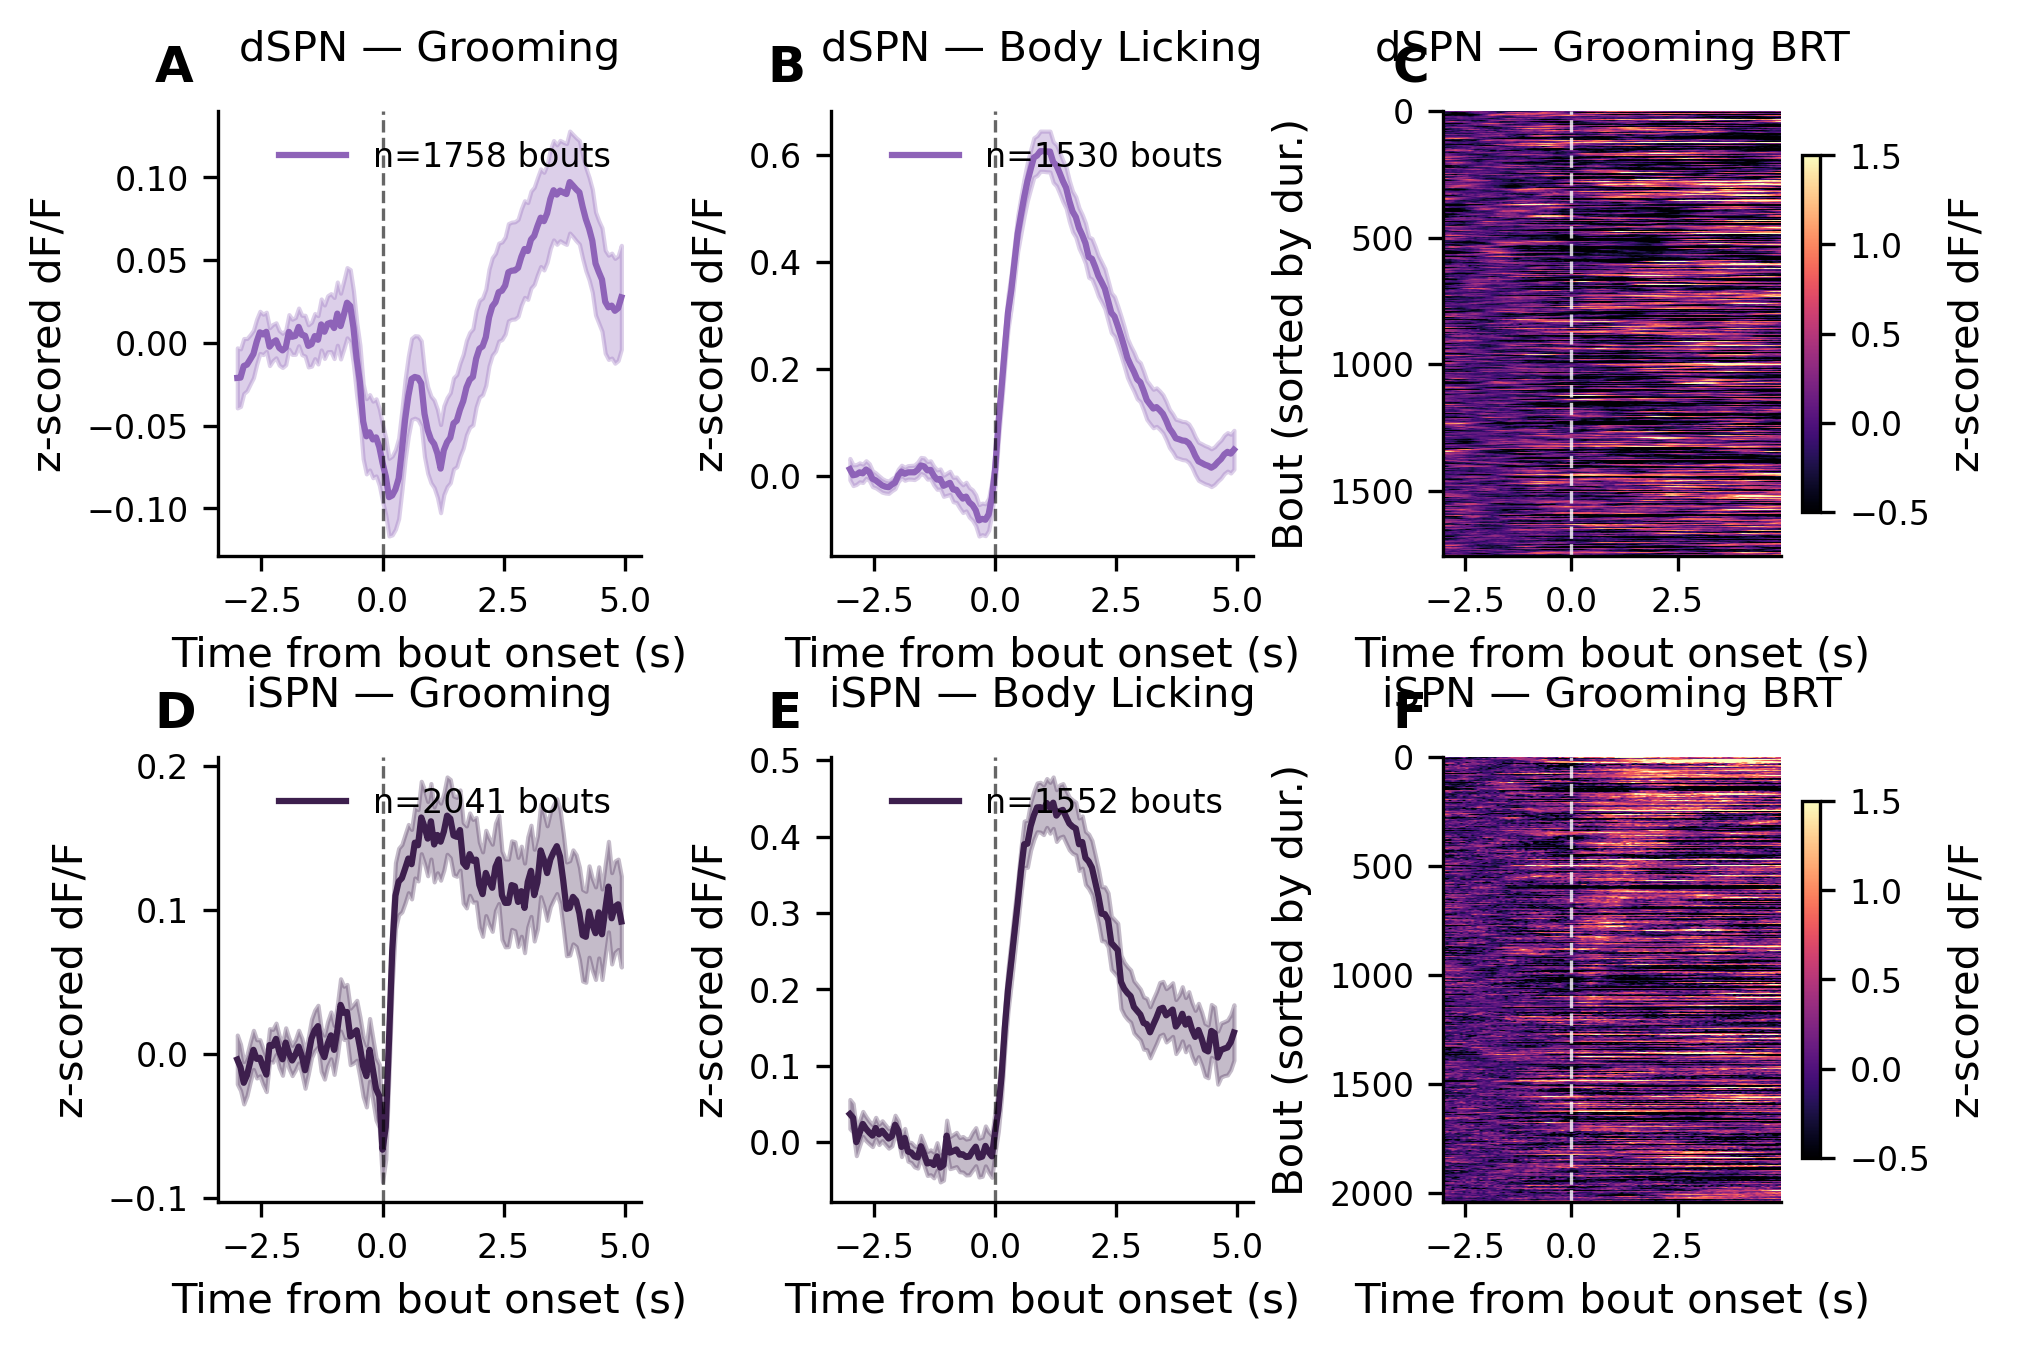 A
dSPN — Grooming
n=1758 bouts
z-scored dF/F
0.10
0.05
0.00
−0.05
−0.10
−2.5 0.0 2.5 5.0
Time from bout onset (s)
B
dSPN — Body Licking
n=1530 bouts
z-scored dF/F
0.6
0.4
0.2
0.0
−2.5 0.0 2.5 5.0
Time from bout onset (s)
C
dSPN — Grooming BRT
Bout (sorted by dur.)
0
500
1000
1500
−2.5 0.0 2.5
Time from bout onset (s)
1.5
1.0
0.5
0.0
−0.5
z-scored dF/F
D
iSPN — Grooming
n=2041 bouts
z-scored dF/F
0.2
0.1
0.0
−0.1
−2.5 0.0 2.5 5.0
Time from bout onset (s)
E
iSPN — Body Licking
n=1552 bouts
z-scored dF/F
0.5
0.4
0.3
0.2
0.1
0.0
−2.5 0.0 2.5 5.0
Time from bout onset (s)
F
iSPN — Grooming BRT
Bout (sorted by dur.)
0
500
1000
1500
2000
−2.5 0.0 2.5
Time from bout onset (s)
1.5
1.0
0.5
0.0
−0.5
z-scored dF/F